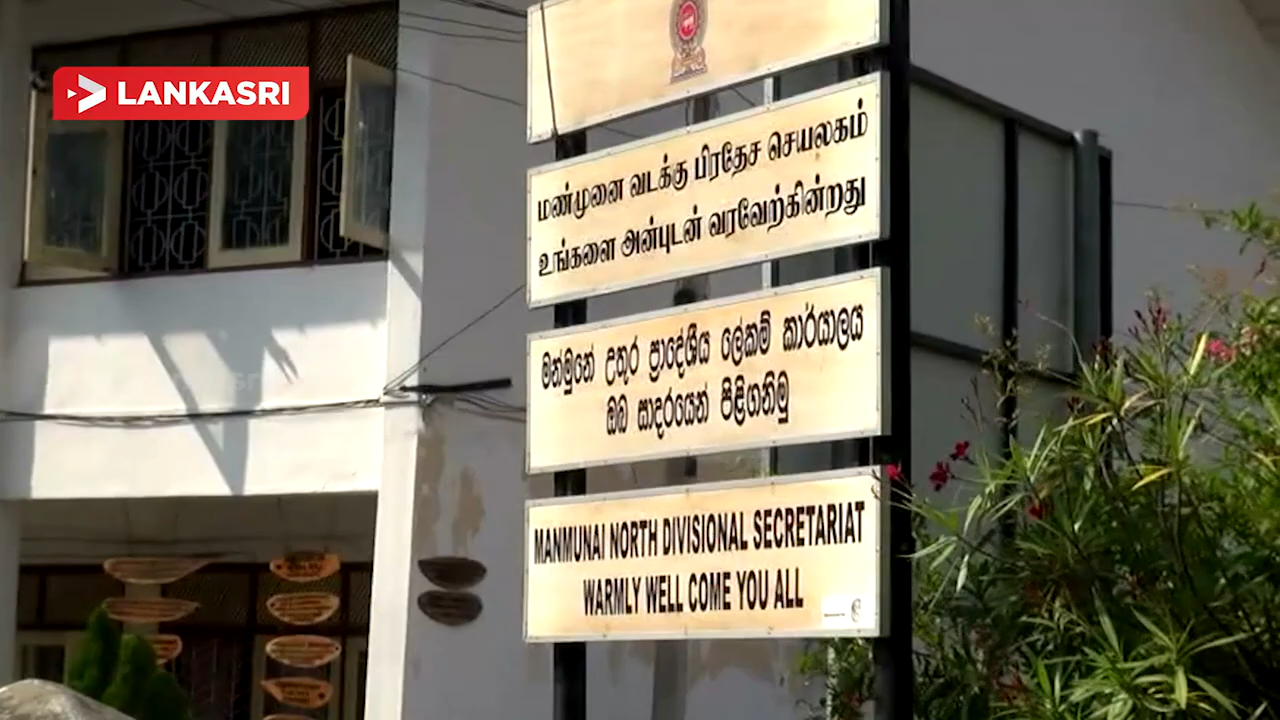 LANKASRI
மண்முனை வடக்கு பிரதேச செயலகம்
உங்களை அன்புடன் வரவேற்கின்றது
මන්මුනේ උතුර ප්‍රාදේශීය ලේකම් කාර්යාලය
ඔබ සාදරයෙන් පිළිගනිමු
MANMUNAI NORTH DIVISIONAL SECRETARIAT
WARMLY WELL COME YOU ALL